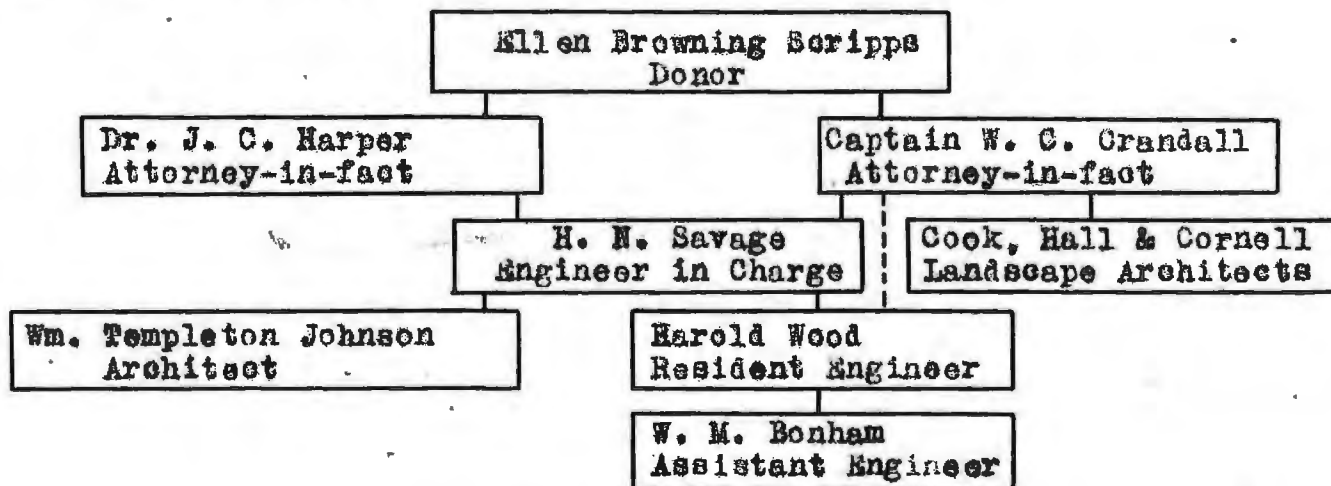 Ellen Browning Scripps
Donor
Dr. J. C. Harper
Attorney-in-fact
Captain W. C. Crandall
Attorney-in-fact
H. N. Savage
Engineer in Charge
Cook, Hall & Cornell
Landscape Architects
Wm. Templeton Johnson
Architect
Harold Wood
Resident Engineer
W. M. Bonham
Assistant Engineer